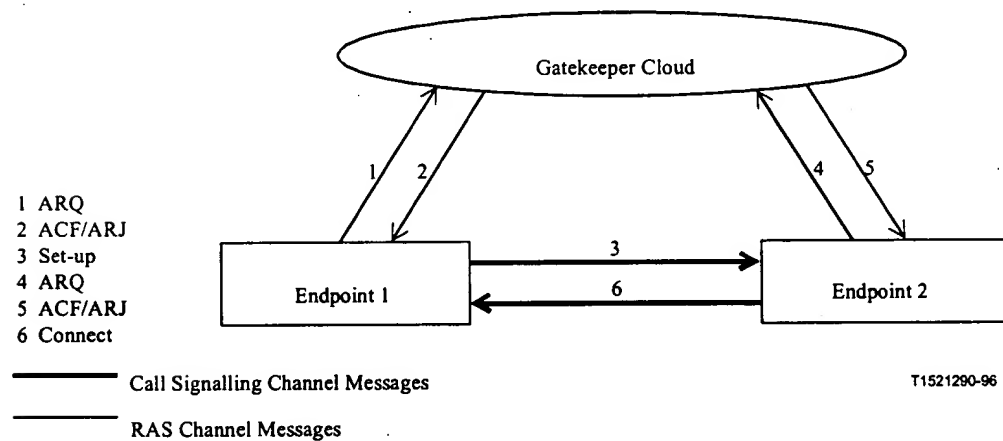 Gatekeeper Cloud
1
2
4
5
1 ARQ
2 ACF/ARJ
3 Set-up
4 ARQ
5 ACF/ARJ
6 Connect
3
Endpoint 1
6
Endpoint 2
Call Signalling Channel Messages
T1521290-96
RAS Channel Messages